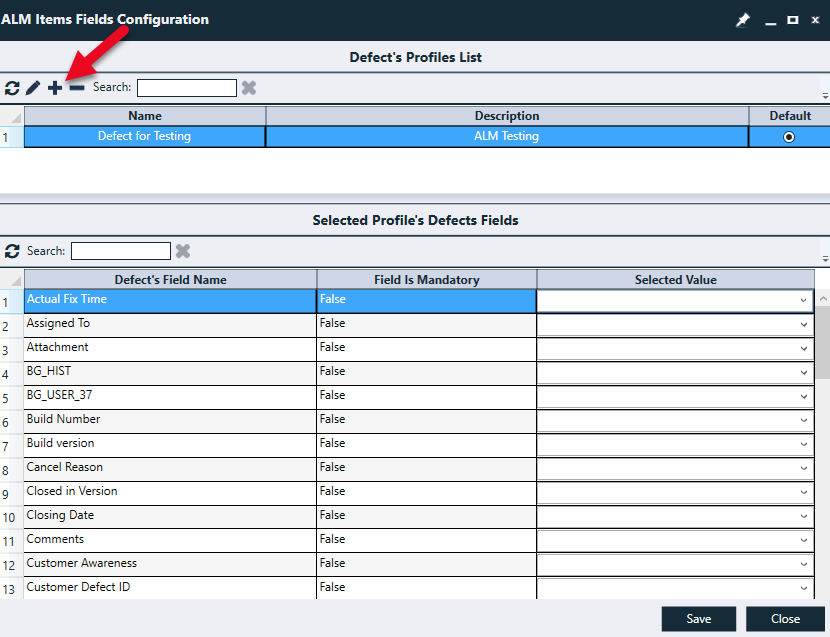 ALM Items Fields Configuration
Defect's Profiles List
Search:
Name Description Default
1 Defect for Testing ALM Testing
Selected Profile's Defects Fields
Search:
Defect's Field Name Field Is Mandatory Selected Value
1 Actual Fix Time False
2 Assigned To False
3 Attachment False
4 BG_HIST False
5 BG_USER_37 False
6 Build Number False
7 Build version False
8 Cancel Reason False
9 Closed in Version False
10 Closing Date False
11 Comments False
12 Customer Awareness False
13 Customer Defect ID False
Save Close